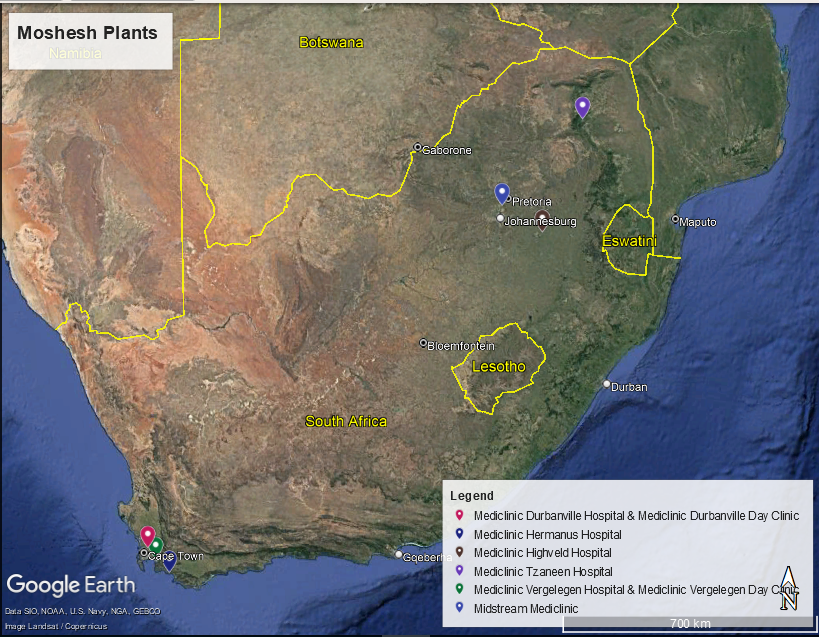 Moshesh Plants
Namibia
Botswana
Gaborone
Pretoria
Johannesburg
Maputo
Eswatini
Bloemfontein
Lesotho
Durban
South Africa
Cape Town
Gqeberha
Legend
Mediclinic Durbanville Hospital & Mediclinic Durbanville Day Clinic
Mediclinic Hermanus Hospital
Mediclinic Highveld Hospital
Mediclinic Tzaneen Hospital
Mediclinic Vergelegen Hospital & Mediclinic Vergelegen Day Clinic
Midstream Mediclinic
N
700 km
Google Earth
Data SIO, NOAA, U.S. Navy, NGA, GEBCO
Image Landsat / Copernicus